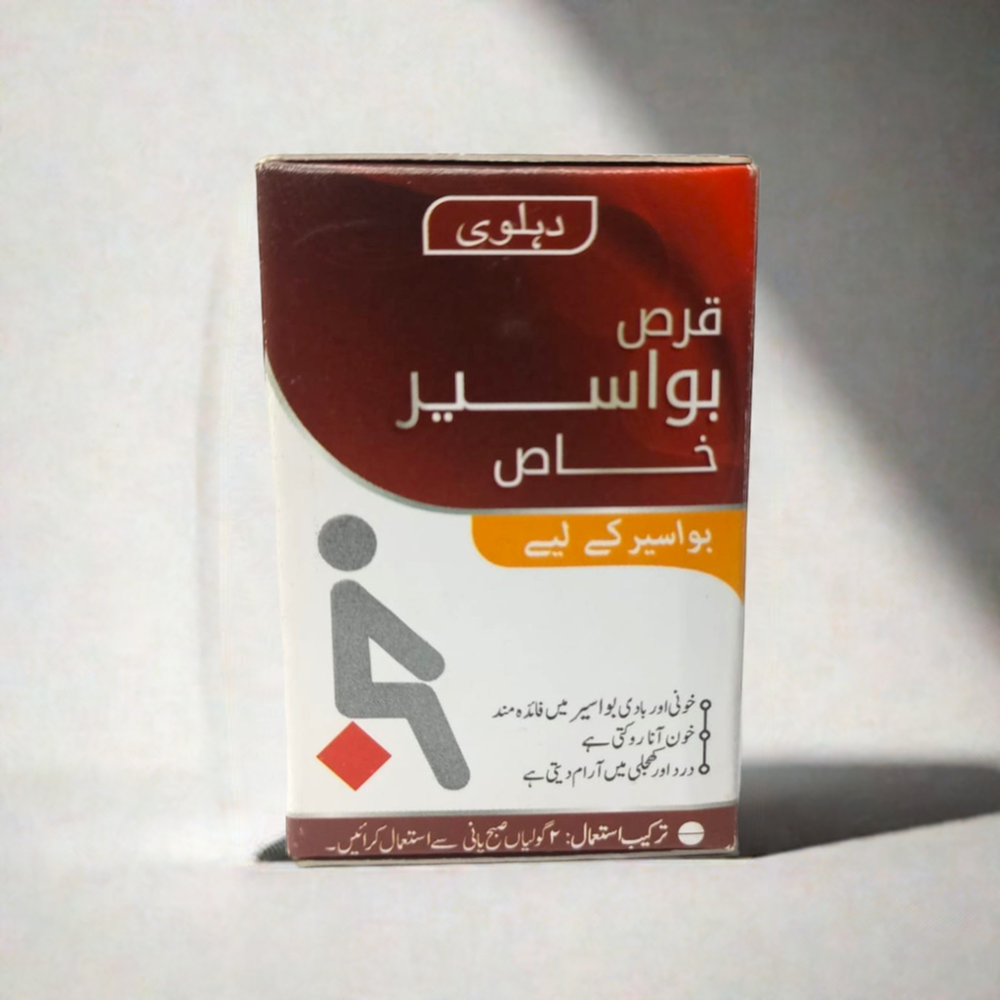 دہلوی
قرص
بواسیر
خاص
بواسیر کے لیے
خونی اور بادی بواسیر میں فائدہ مند
خون آنا روکتی ہے
درد اور کھجلی میں آرام دیتی ہے
ترکیب استعمال: ۲ گولیاں صبح پانی سے استعمال کرائیں۔